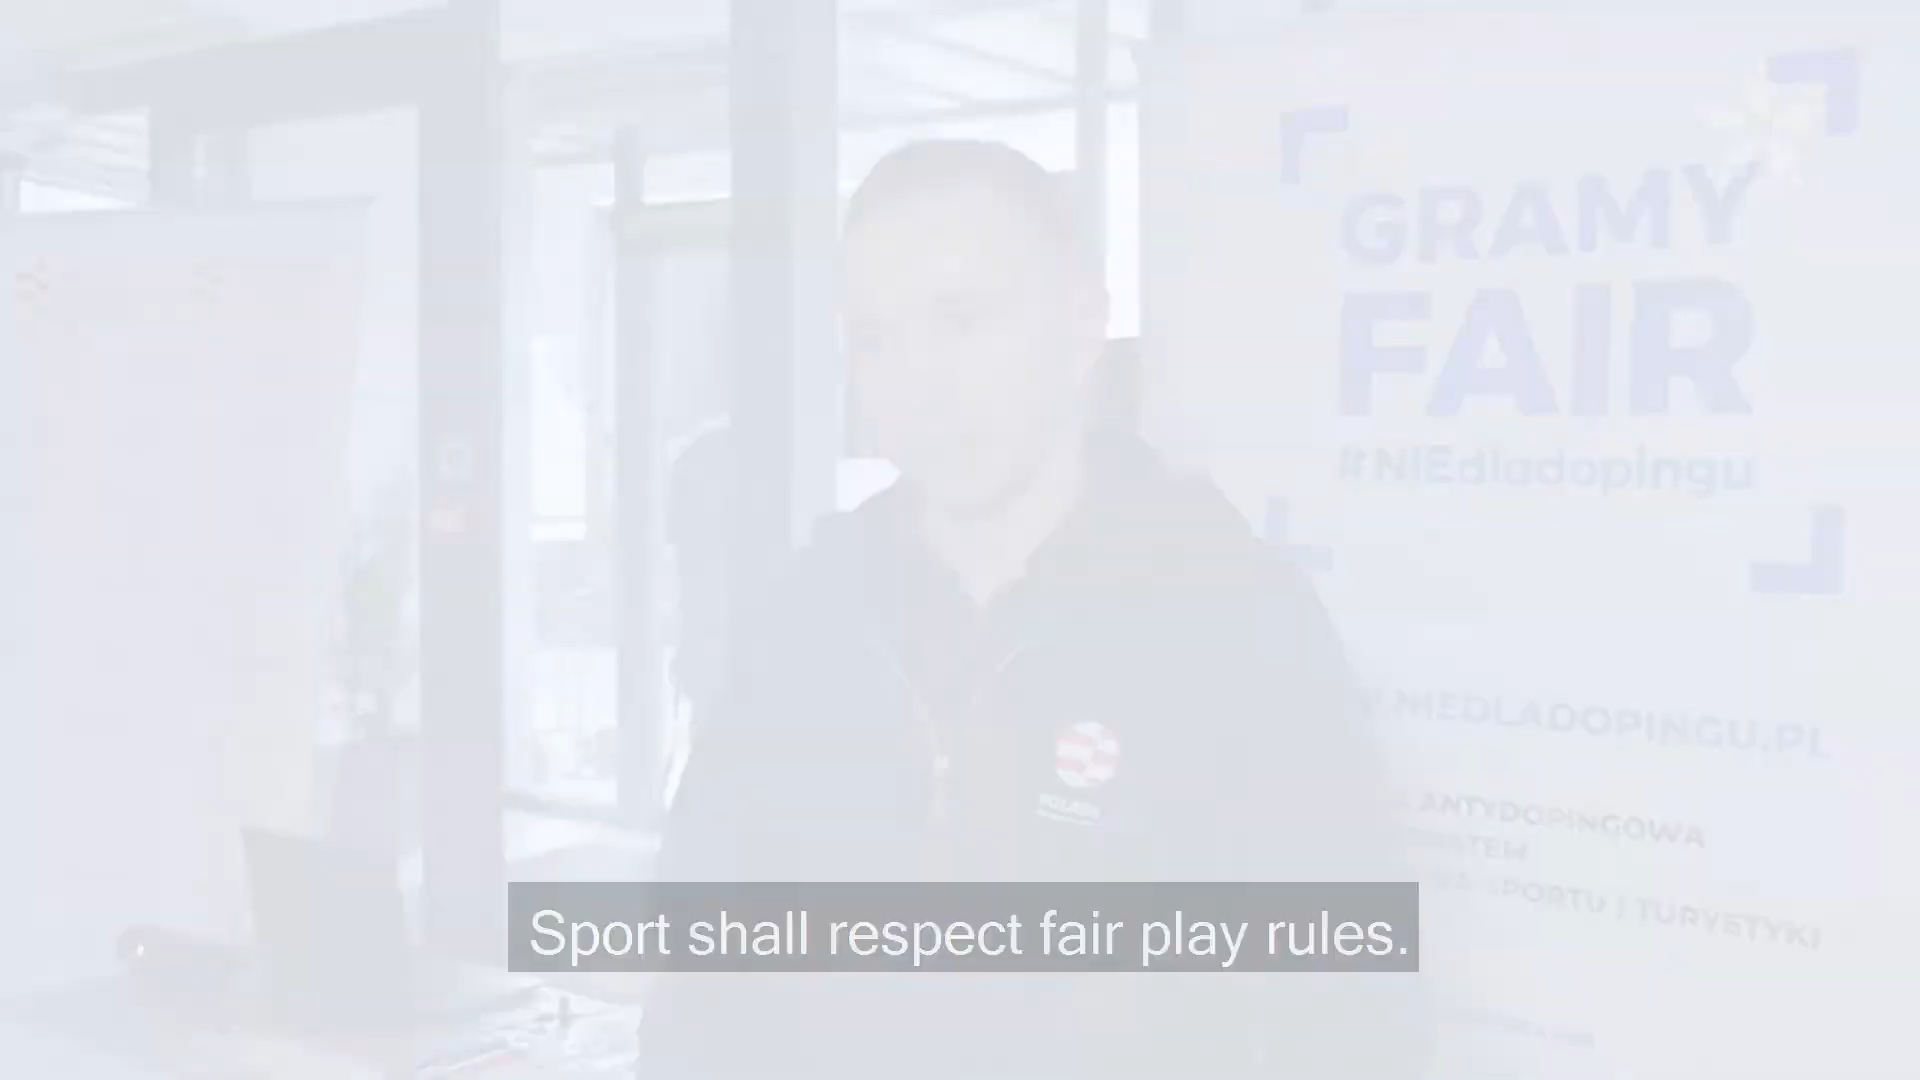 GRAMY
FAIR
#NIEdladopingu
.NIEDLADOPINGU.PL
ANTYDOPINGOWA
SPORTU I TURYSTYKI
Sport shall respect fair play rules.